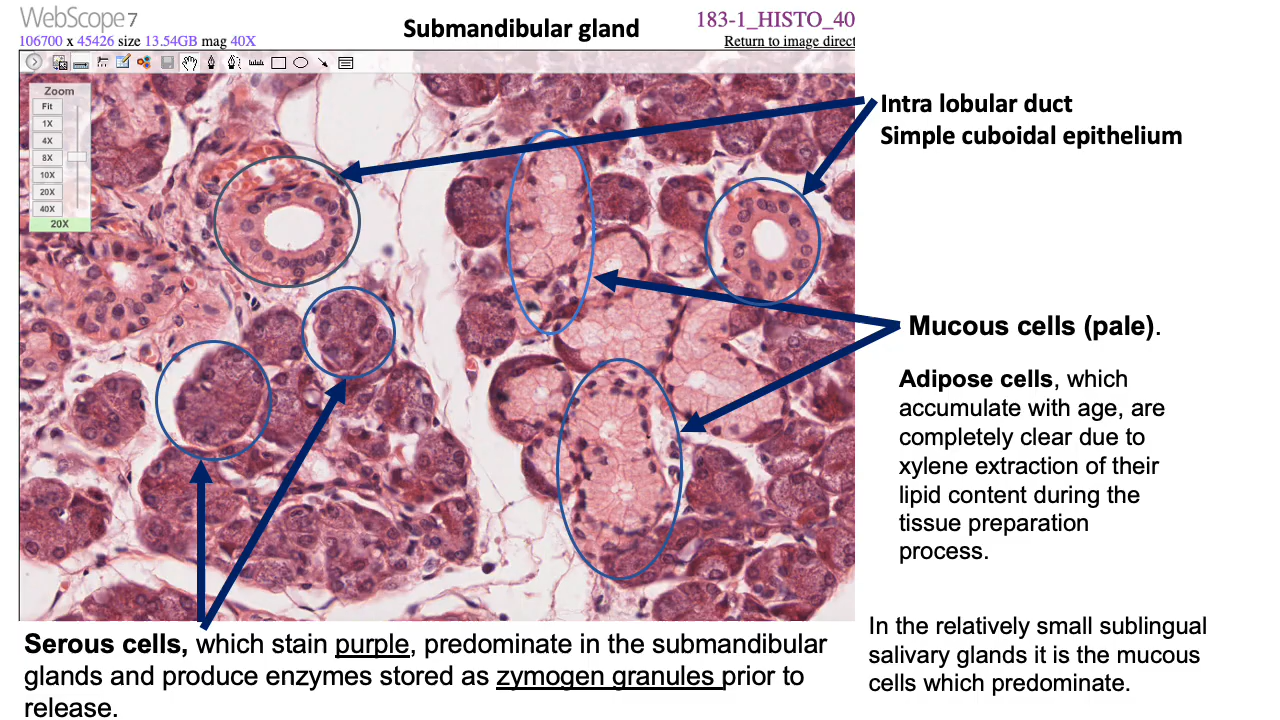 WebScope 7
Submandibular gland
183-1_HISTO_40
106700 x 45426 size 13.54GB mag 40X
Return to image direct
Zoom
Fit
1X
4X
8X
10X
20X
40X
20X
Intra lobular duct
Simple cuboidal epithelium
Mucous cells (pale).
Adipose cells, which
accumulate with age, are
completely clear due to
xylene extraction of their
lipid content during the
tissue preparation
process.
In the relatively small sublingual
salivary glands it is the mucous
cells which predominate.
Serous cells, which stain purple, predominate in the submandibular
glands and produce enzymes stored as zymogen granules prior to
release.